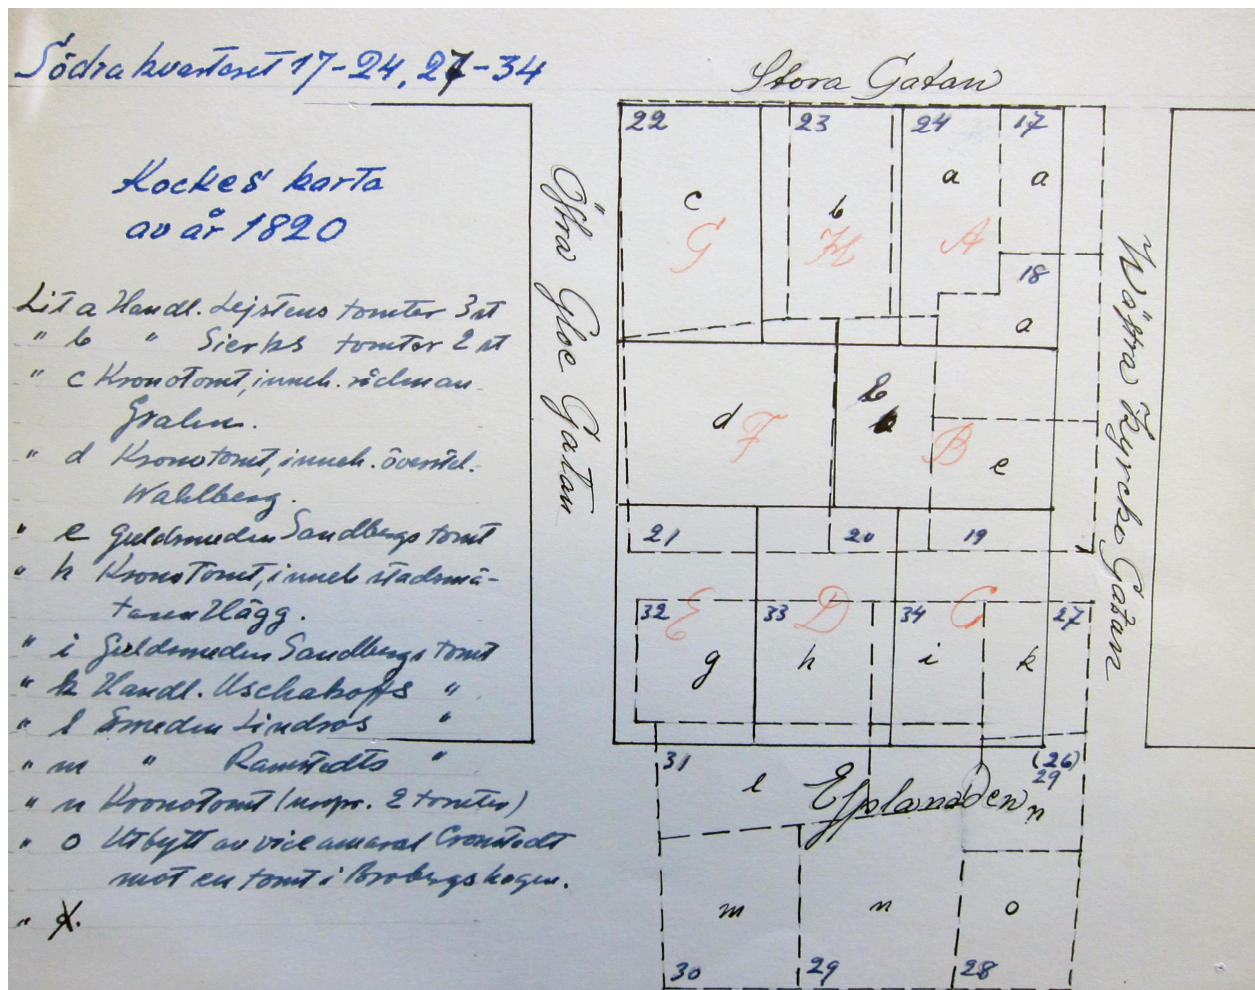 Södra kvarteret 17-24, 27-34
Kockes karta
av år 1820
Lit a Handl. Lejstens tomter 3 st
" b " Sierks tomter 2 st
" c Kronotomt, inneh. rådman
Gralin.
" d Kronotomt, inneh. överstl.
Wahlberg.
" e Guldsmeden Sandbergs tomt
" h Kronotomt, inneh stadsmä-
taren Hägg.
" i Guldsmeden Sandbergs tomt
" k Handl. Uschakoffs "
" l Smeden Lindros "
" m " Ramstedts "
" n Kronotomt (urspr. 2 tomter)
" o Utbytt av viceamiral Cronstedt
mot en tomt i Brobergskogen.
"
Stora Gatan
Östra Gloe Gatan
Wästra Kyrcko Gatan
22 23 24 17
c b a a
G H A
18
a
d b
F B e
21 20 19
32 E 33 D 34 C 27
g h i k
31 (26)
29
l Esplanaden n
m n o
30 29 28